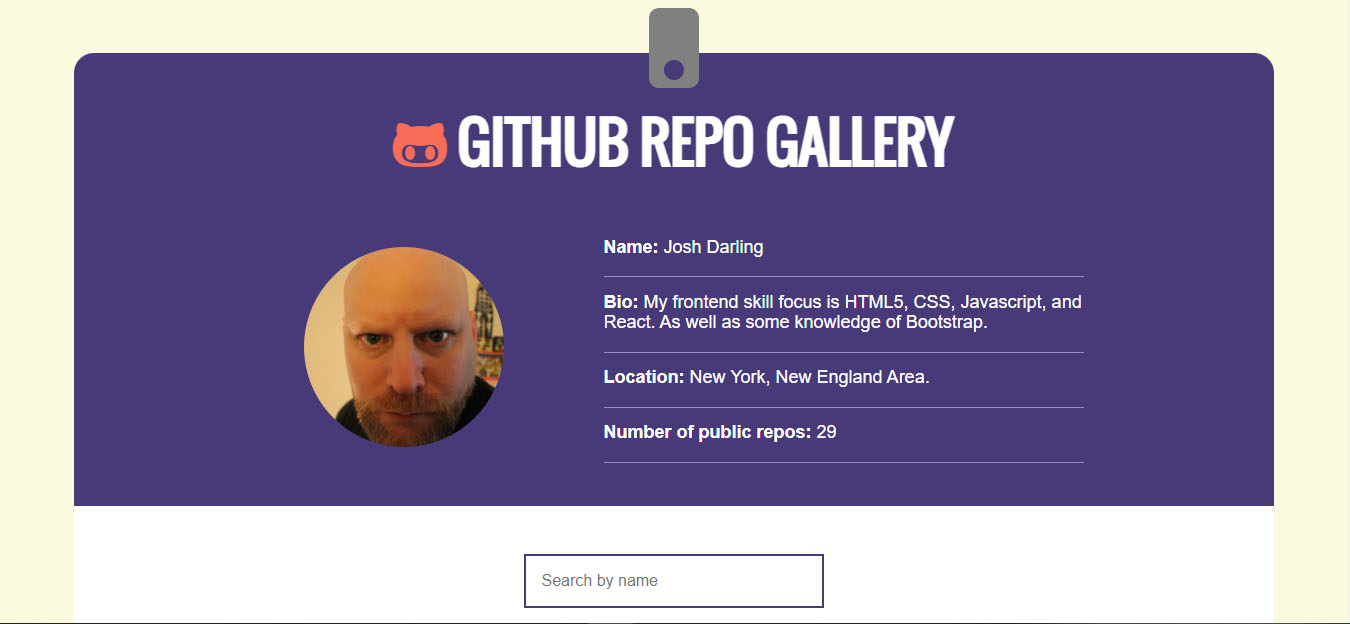 GITHUB REPO GALLERY
Name: Josh Darling
Bio: My frontend skill focus is HTML5, CSS, Javascript, and
React. As well as some knowledge of Bootstrap.
Location: New York, New England Area.
Number of public repos: 29
Search by name